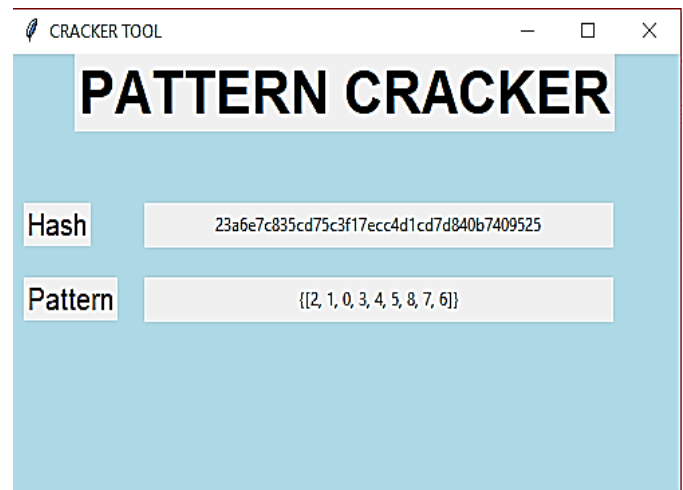 CRACKER TOOL
PATTERN CRACKER
Hash
23a6e7c835cd75c3f17ecc4d1cd7d840b7409525
Pattern
{[2, 1, 0, 3, 4, 5, 8, 7, 6]}